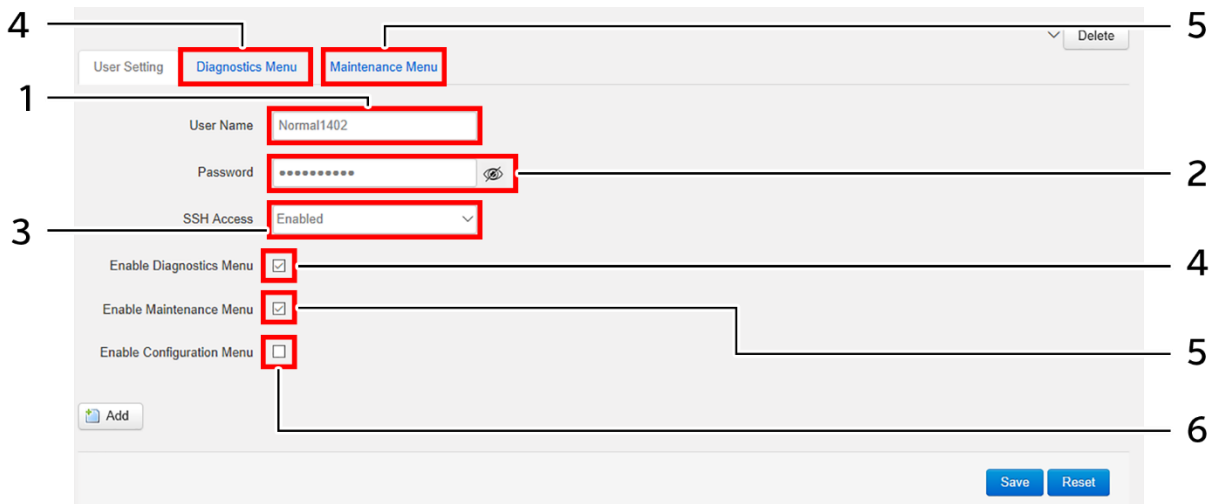 4
5
Delete
User Setting Diagnostics Menu Maintenance Menu
1
User Name Normal1402
Password ••••••••••
2
SSH Access Enabled
3
Enable Diagnostics Menu
4
Enable Maintenance Menu
5
Enable Configuration Menu
Add
6
Save Reset